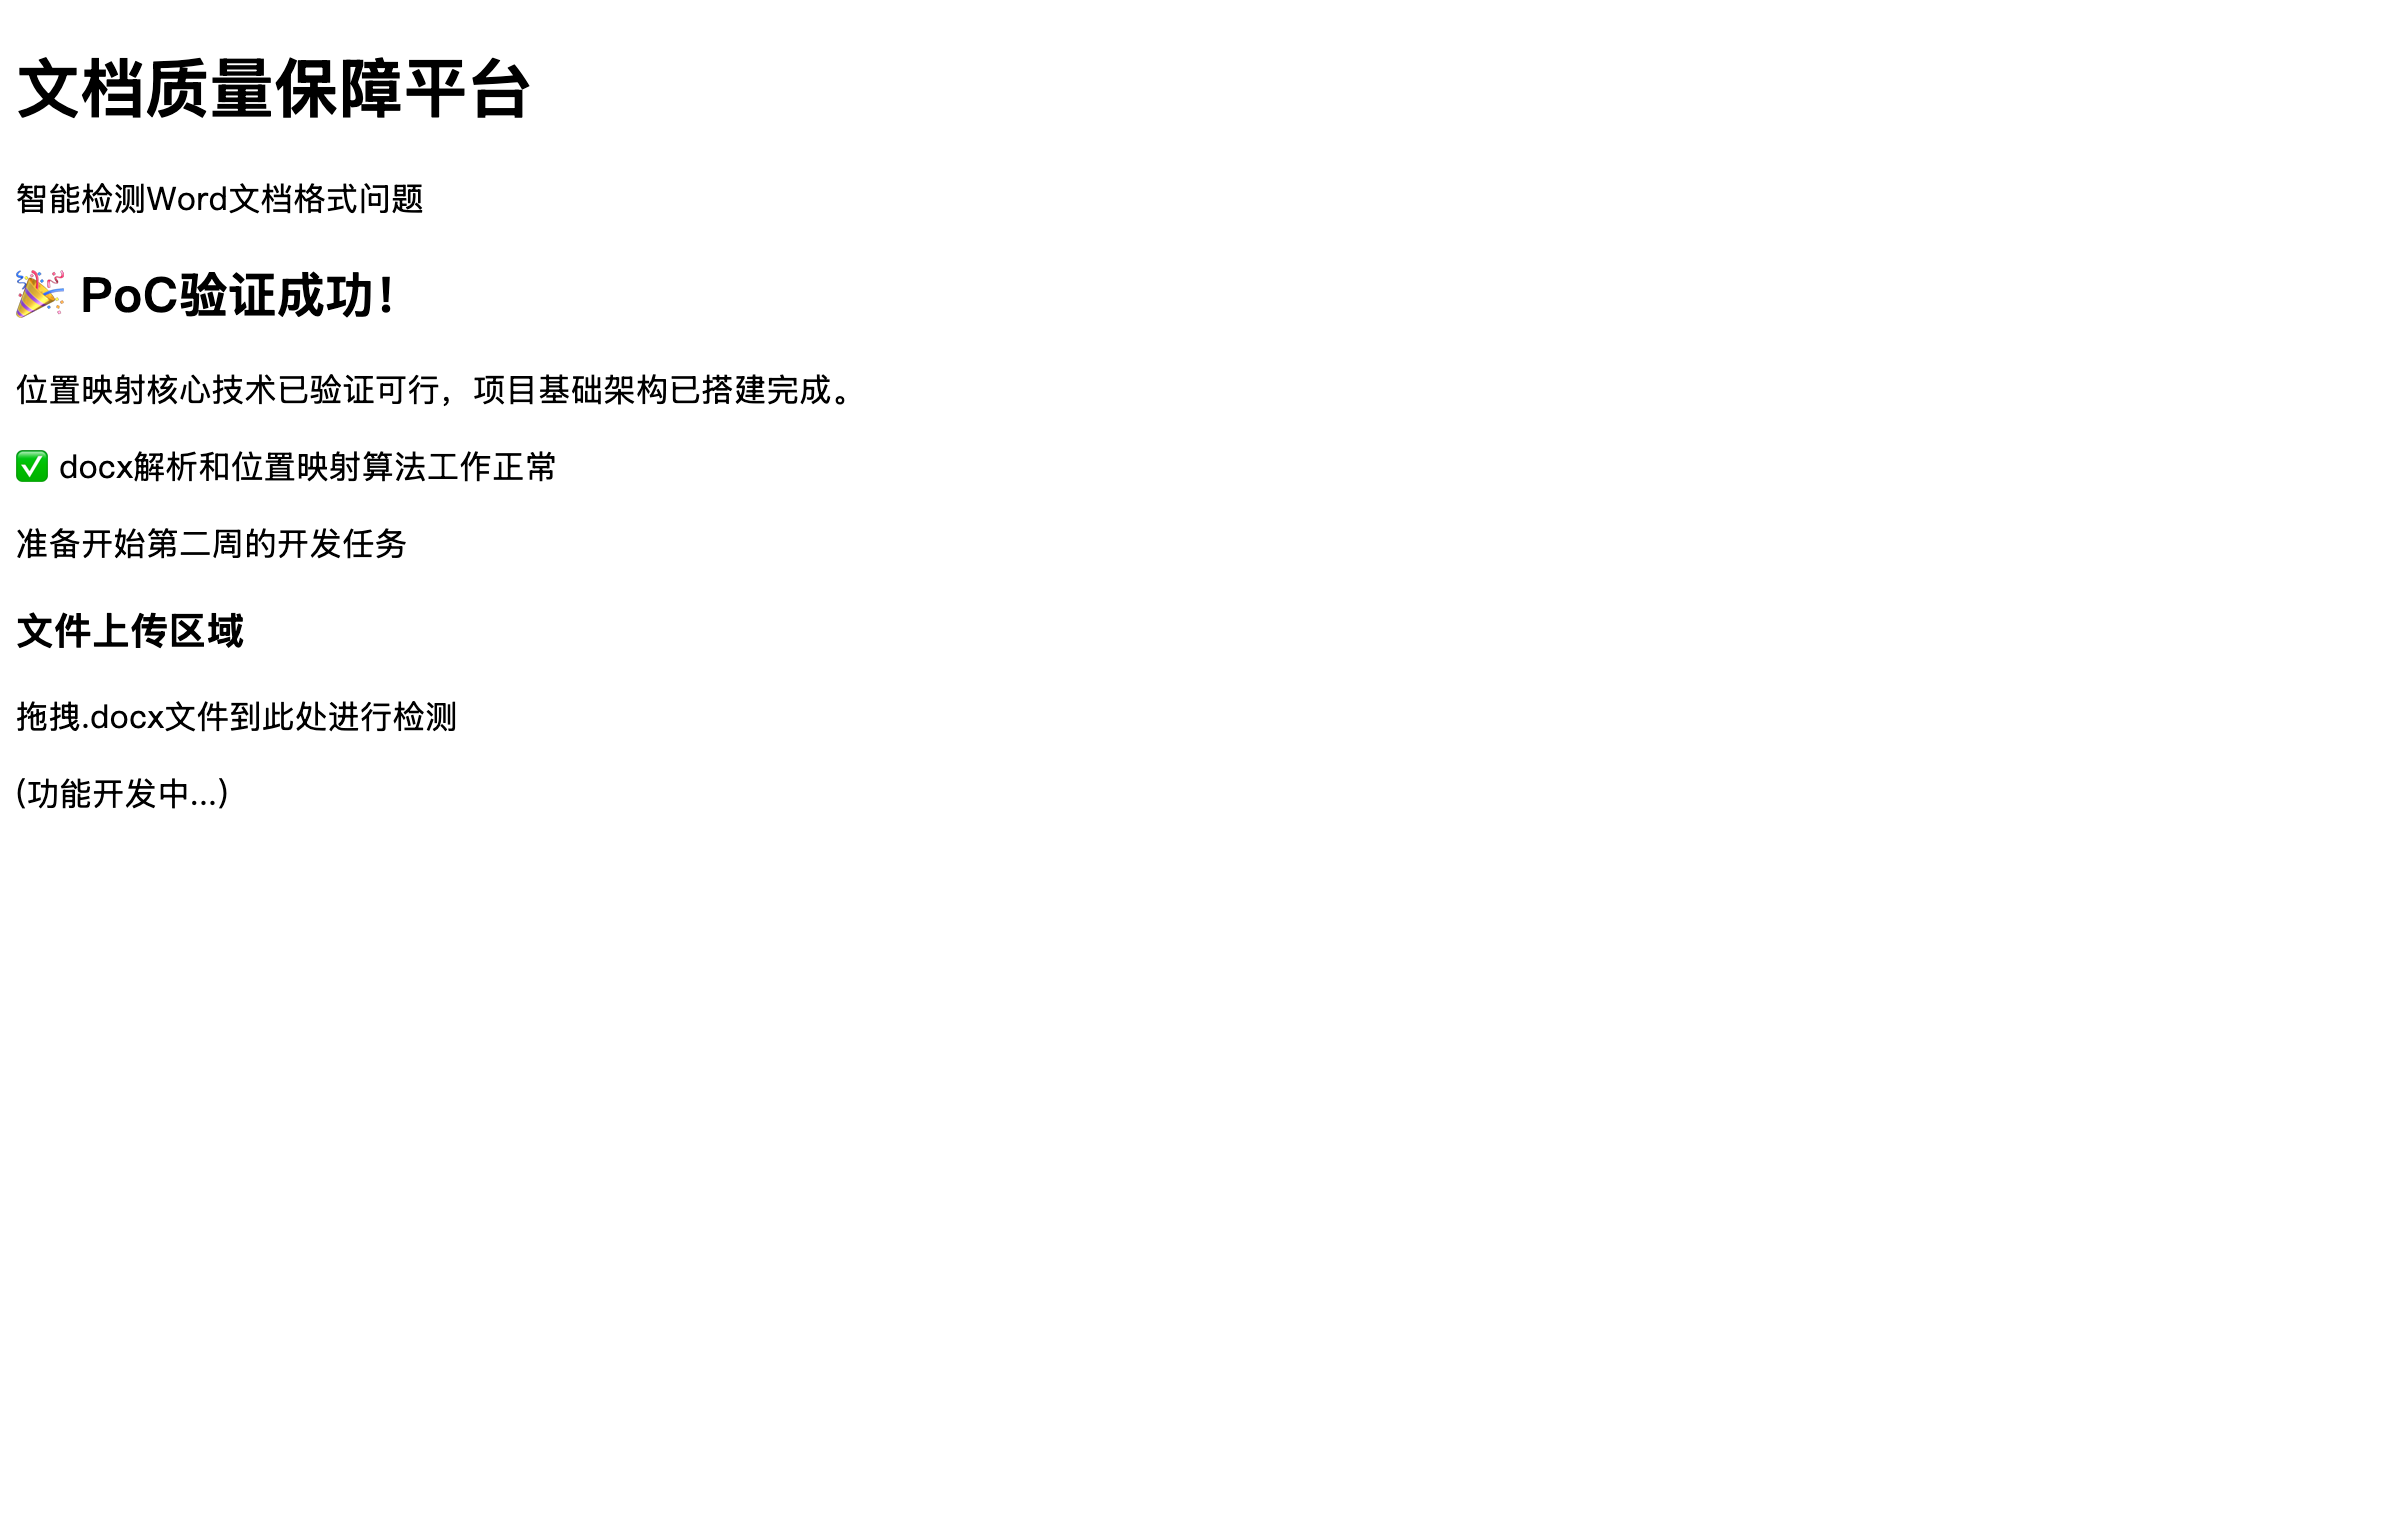 文档质量保障平台
智能检测Word文档格式问题
🎉 PoC验证成功！
位置映射核心技术已验证可行，项目基础架构已搭建完成。
✅ docx解析和位置映射算法工作正常
准备开始第二周的开发任务
文件上传区域
拖拽.docx文件到此处进行检测
(功能开发中...)